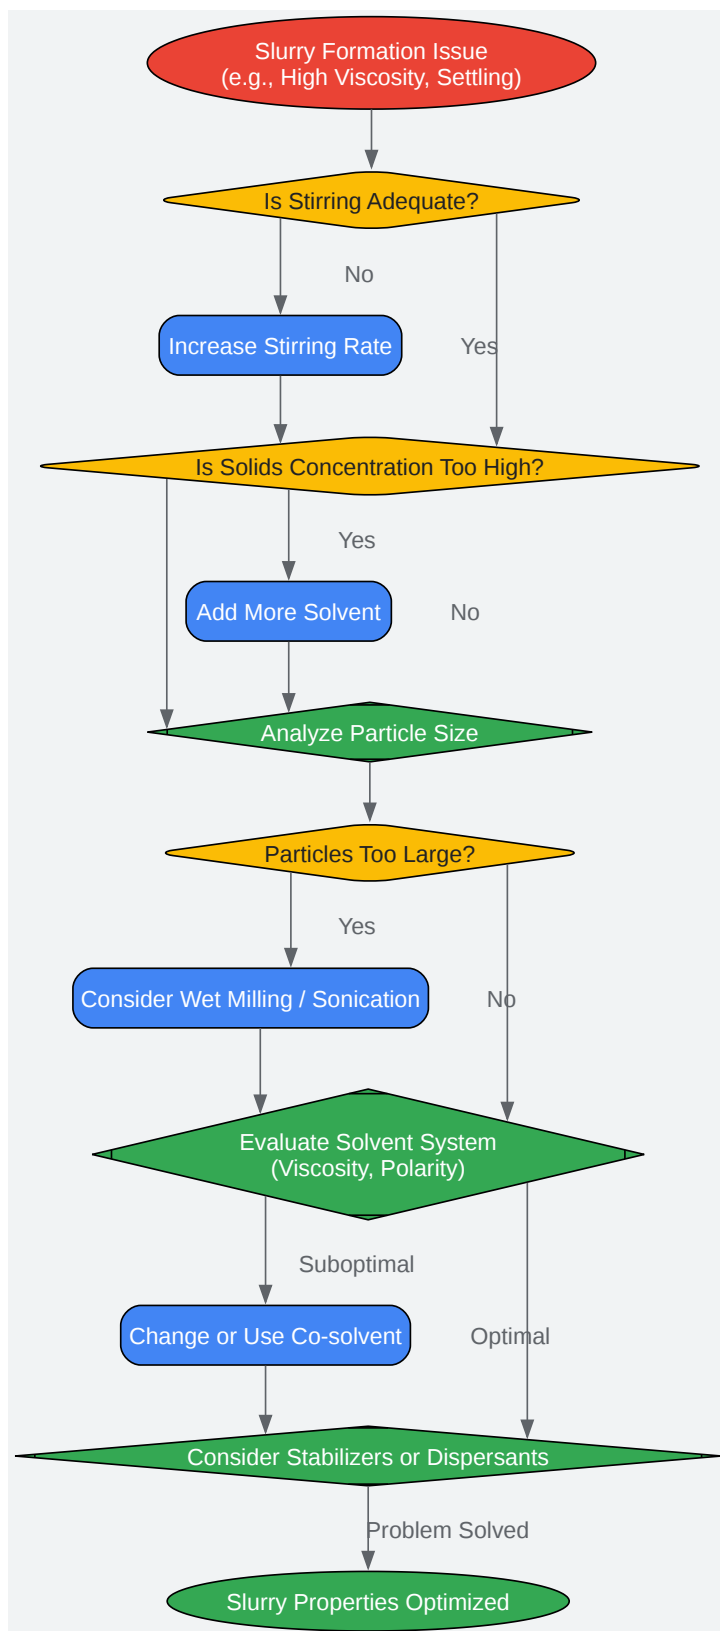 Slurry Formation Issue
(e.g., High Viscosity, Settling)
Is Stirring Adequate?
No
Increase Stirring Rate
Yes
Is Solids Concentration Too High?
Yes
Add More Solvent
No
Analyze Particle Size
Particles Too Large?
Yes
Consider Wet Milling / Sonication
No
Evaluate Solvent System
(Viscosity, Polarity)
Suboptimal
Change or Use Co-solvent
Optimal
Consider Stabilizers or Dispersants
Problem Solved
Slurry Properties Optimized